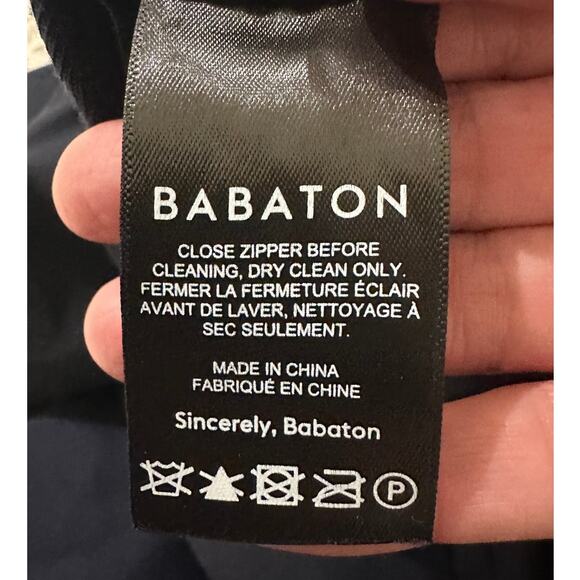 BABATON
CLOSE ZIPPER BEFORE
CLEANING, DRY CLEAN ONLY.
FERMER LA FERMETURE ÉCLAIR
AVANT DE LAVER, NETTOYAGE À
SEC SEULEMENT.
MADE IN CHINA
FABRIQUÉ EN CHINE
Sincerely, Babaton
P